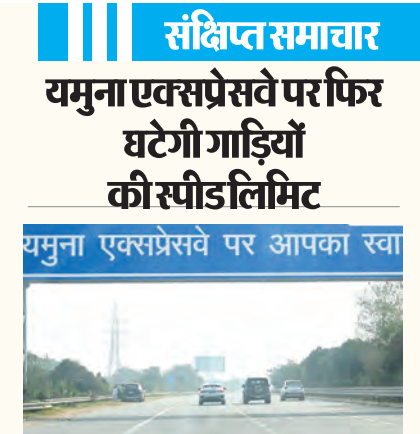 संक्षिप्त समाचार
यमुना एक्सप्रेसवे पर फिर
घटेगी गाड़ियों
की स्पीड लिमिट
यमुना एक्सप्रेसवे पर आपका स्वा